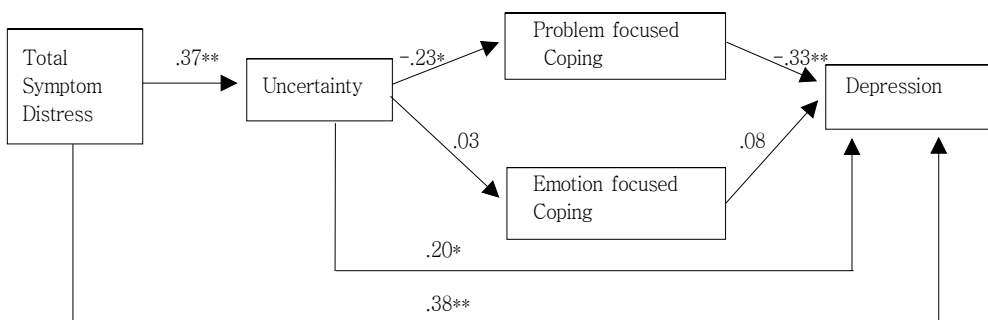 Total
Symptom
Distress
.37**
Uncertainty
-.23*
.03
Problem focused
Coping
Emotion focused
Coping
-.33**
.08
Depression
.20*
.38**